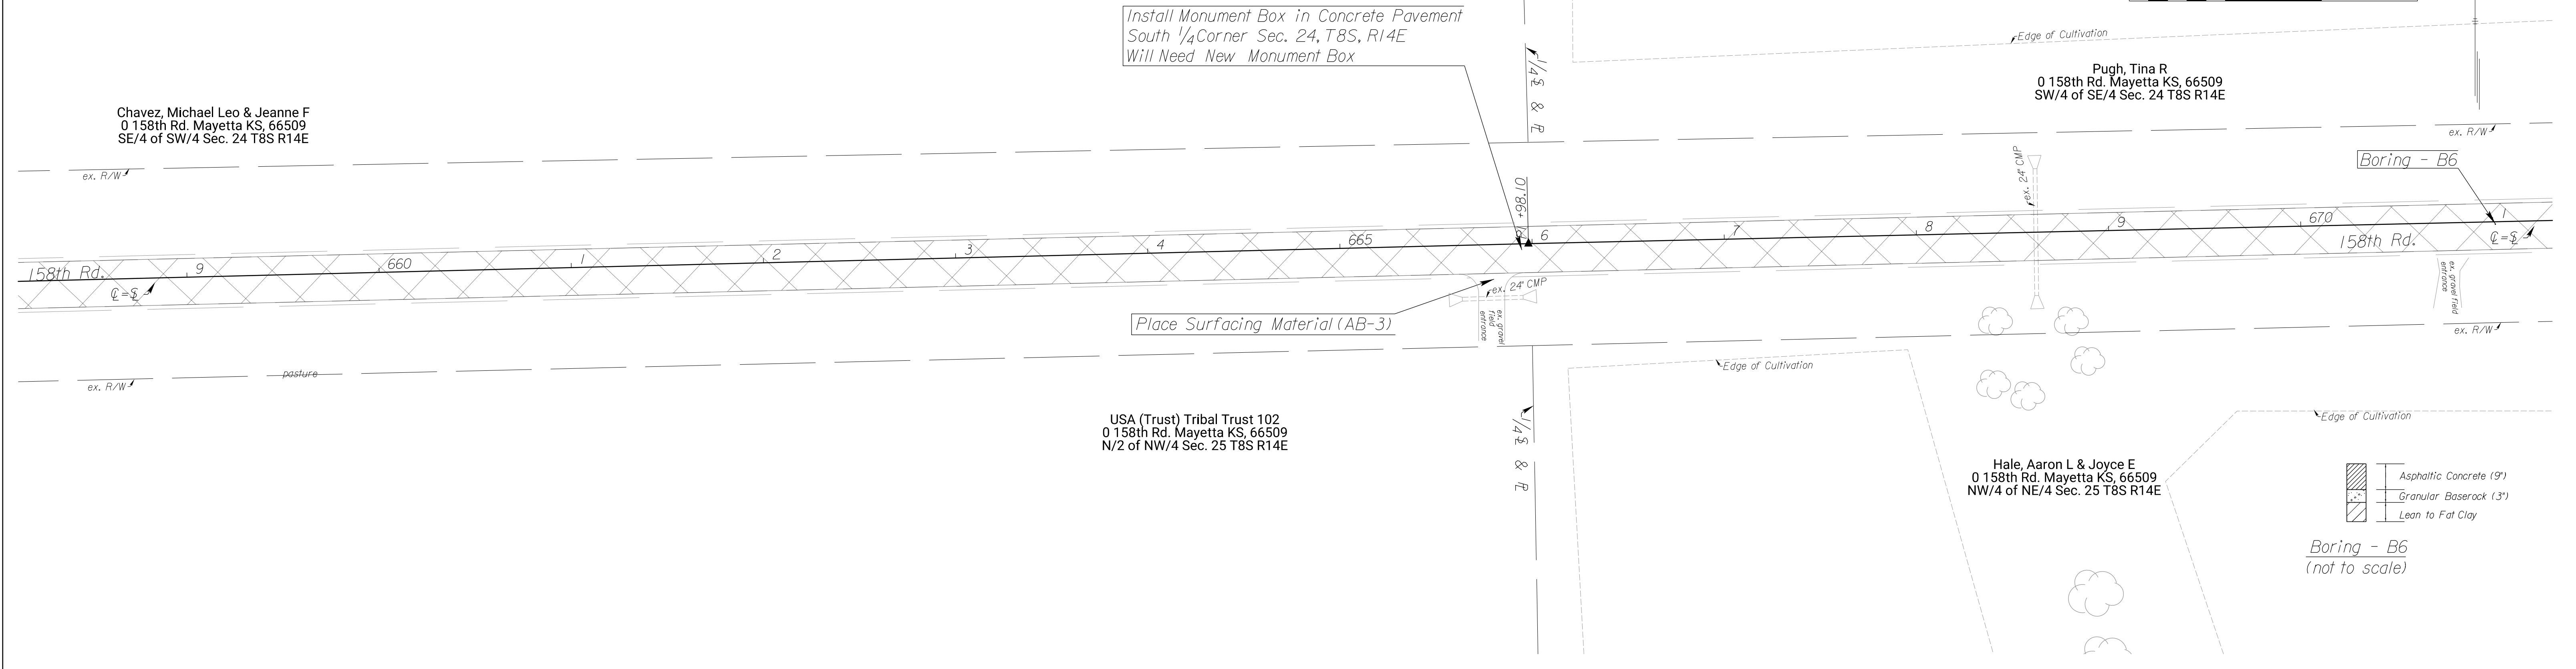 Install Monument Box in Concrete Pavement
South 1/4 Corner Sec. 24, T8S, R14E
Will Need New Monument Box
Edge of Cultivation
1/4 & PL
Pugh, Tina R
0 158th Rd. Mayetta KS, 66509
SW/4 of SE/4 Sec. 24 T8S R14E
Chavez, Michael Leo & Jeanne F
0 158th Rd. Mayetta KS, 66509
SE/4 of SW/4 Sec. 24 T8S R14E
ex. R/W
ex. R/W
ex. 24" CMP
Boring - B6
+98.10
158th Rd.
9
660
1
2
3
4
665
6
7
8
9
670
1
158th Rd.
℄=SL
℄=SL
ex. 24" CMP
Place Surfacing Material (AB-3)
ex. gravel
field
entrance
ex. gravel field
entrance
ex. R/W
ex. R/W
pasture
Edge of Cultivation
USA (Trust) Tribal Trust 102
0 158th Rd. Mayetta KS, 66509
N/2 of NW/4 Sec. 25 T8S R14E
1/4 & PL
Edge of Cultivation
Hale, Aaron L & Joyce E
0 158th Rd. Mayetta KS, 66509
NW/4 of NE/4 Sec. 25 T8S R14E
Asphaltic Concrete (9")
Granular Baserock (3")
Lean to Fat Clay
Boring - B6
(not to scale)